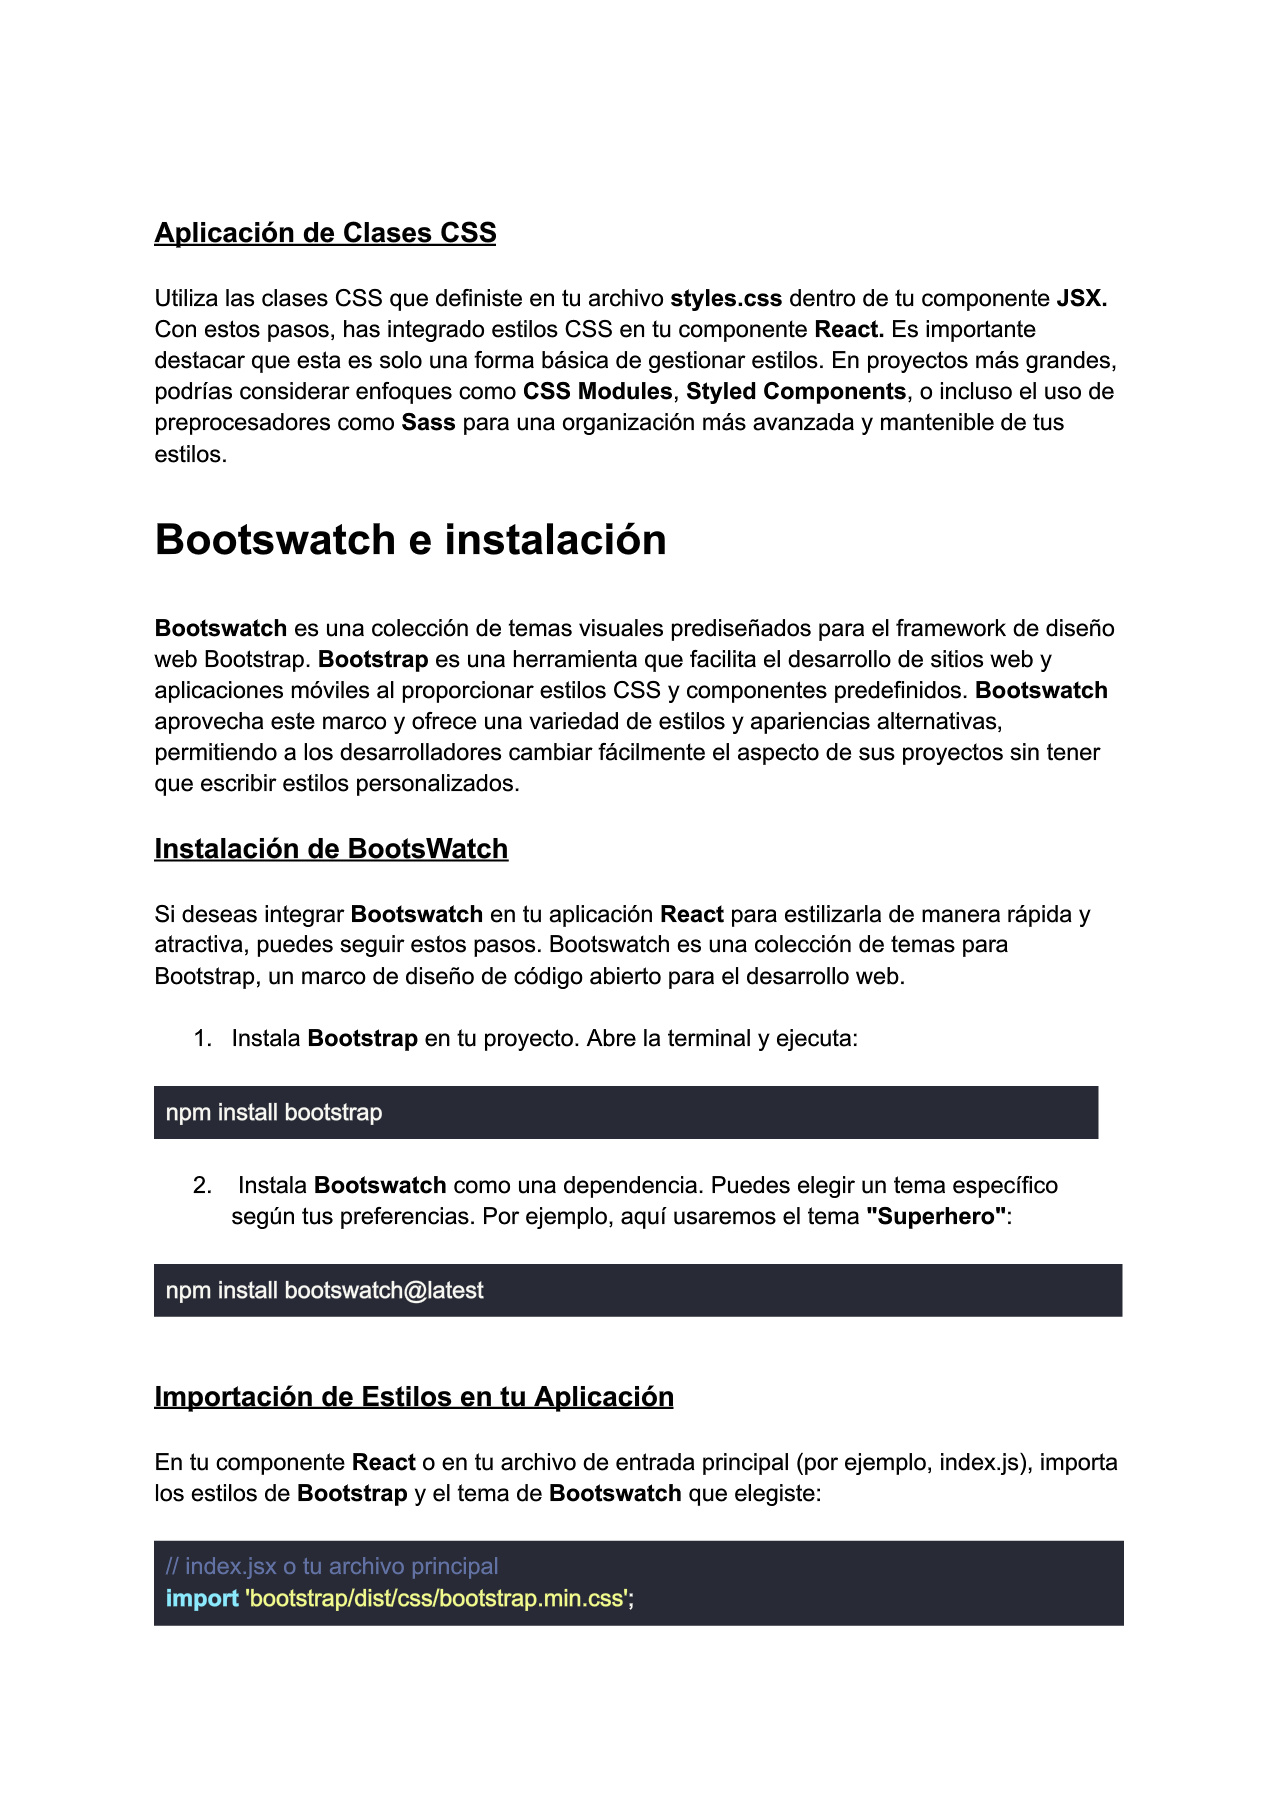 Aplicación de Clases CSS
Utiliza las clases CSS que definiste en tu archivo styles.css dentro de tu componente JSX.
Con estos pasos, has integrado estilos CSS en tu componente React. Es importante
destacar que esta es solo una forma básica de gestionar estilos. En proyectos más grandes,
podrías considerar enfoques como CSS Modules, Styled Components, o incluso el uso de
preprocesadores como Sass para una organización más avanzada y mantenible de tus
estilos.
Bootswatch e instalación
Bootswatch es una colección de temas visuales prediseñados para el framework de diseño
web Bootstrap. Bootstrap es una herramienta que facilita el desarrollo de sitios web y
aplicaciones móviles al proporcionar estilos CSS y componentes predefinidos. Bootswatch
aprovecha este marco y ofrece una variedad de estilos y apariencias alternativas,
permitiendo a los desarrolladores cambiar fácilmente el aspecto de sus proyectos sin tener
que escribir estilos personalizados.
Instalación de BootsWatch
Si deseas integrar Bootswatch en tu aplicación React para estilizarla de manera rápida y
atractiva, puedes seguir estos pasos. Bootswatch es una colección de temas para
Bootstrap, un marco de diseño de código abierto para el desarrollo web.
1. Instala Bootstrap en tu proyecto. Abre la terminal y ejecuta:
npm install bootstrap
2. Instala Bootswatch como una dependencia. Puedes elegir un tema específico
según tus preferencias. Por ejemplo, aquí usaremos el tema "Superhero":
npm install bootswatch@latest
Importación de Estilos en tu Aplicación
En tu componente React o en tu archivo de entrada principal (por ejemplo, index.js), importa
los estilos de Bootstrap y el tema de Bootswatch que elegiste:
// index.jsx o tu archivo principal
import 'bootstrap/dist/css/bootstrap.min.css';